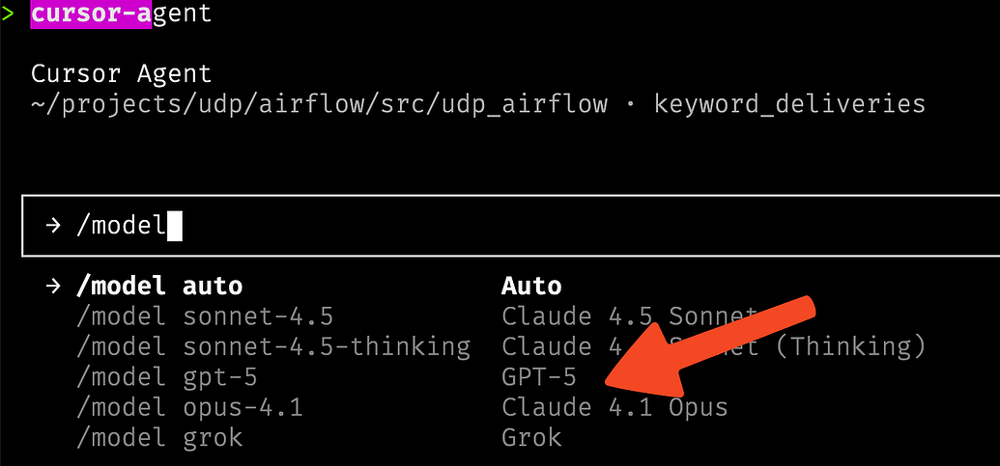 > cursor-agent
Cursor Agent
~/projects/udp/airflow/src/udp_airflow · keyword_deliveries
→ /model
→ /model auto Auto
/model sonnet-4.5 Claude 4.5 Sonnet
/model sonnet-4.5-thinking Claude 4. Sonnet (Thinking)
/model gpt-5 GPT-5
/model opus-4.1 Claude 4.1 Opus
/model grok Grok